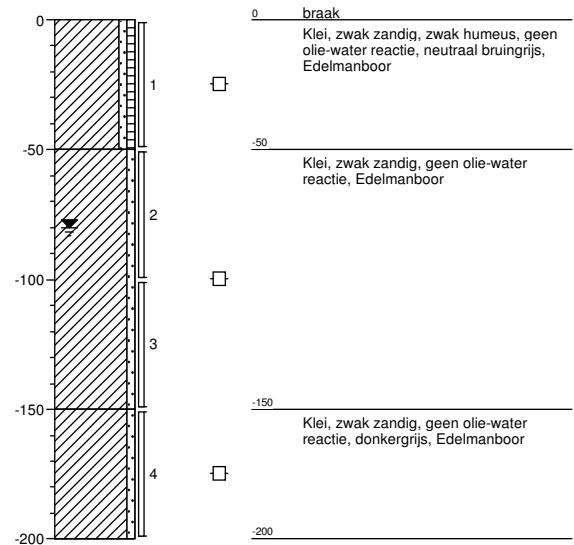 0
-50
-100
-150
-200
1
2
3
4
0 braak
Klei, zwak zandig, zwak humeus, geen
olie-water reactie, neutraal bruingrijs,
Edelmanboor
-50
Klei, zwak zandig, geen olie-water
reactie, Edelmanboor
-150
Klei, zwak zandig, geen olie-water
reactie, donkergrijs, Edelmanboor
-200